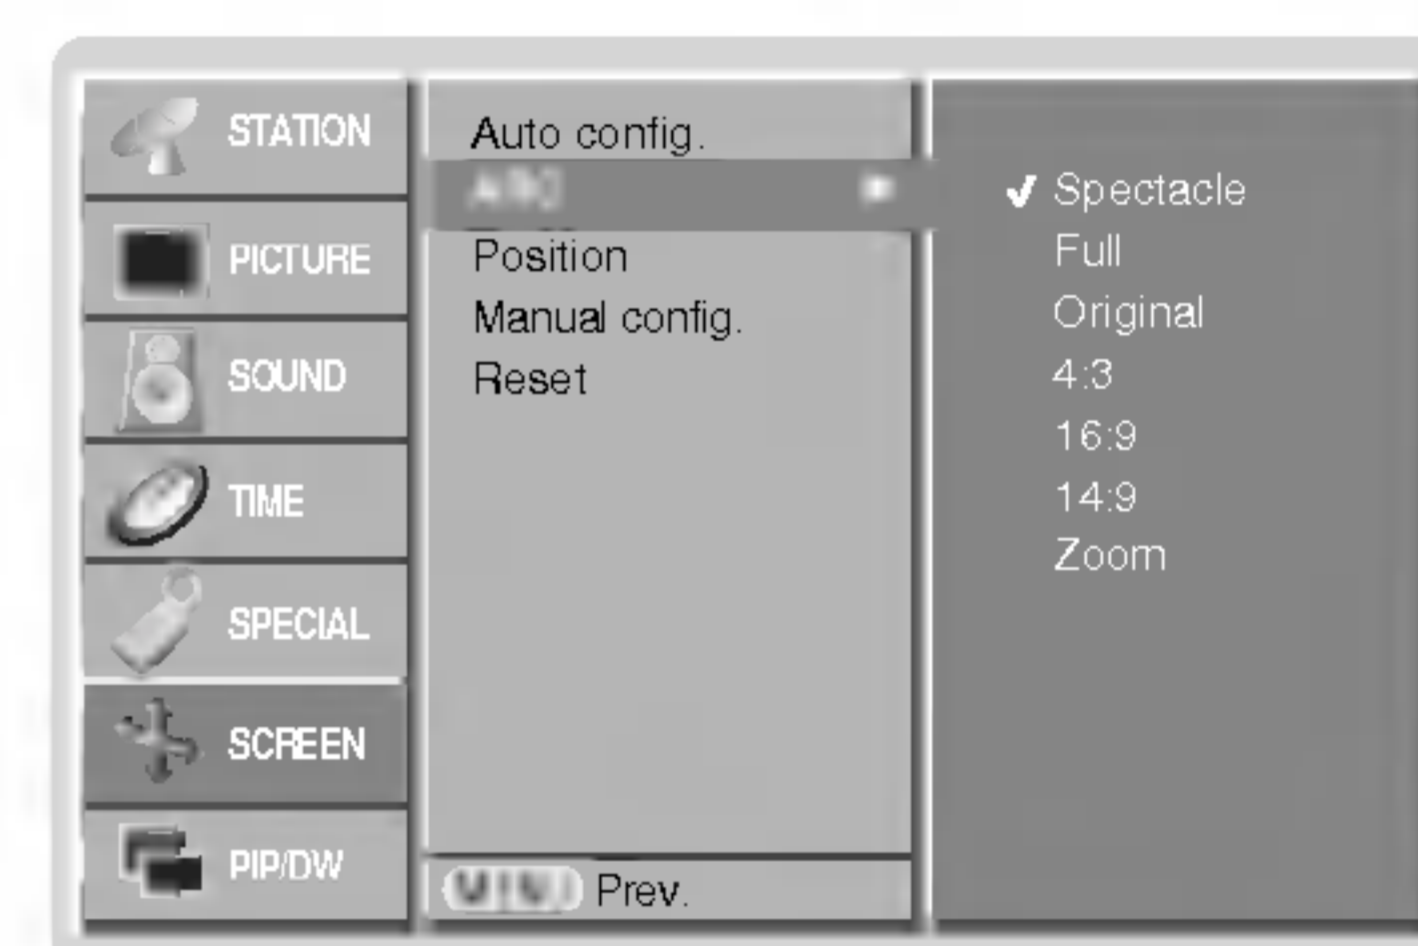 STATION
PICTURE
SOUND
TIME
SPECIAL
SCREEN
PIP/DW
Auto config.
Position
Manual config.
Reset
Prev.
✔ Spectacle
Full
Original
4:3
16:9
14:9
Zoom